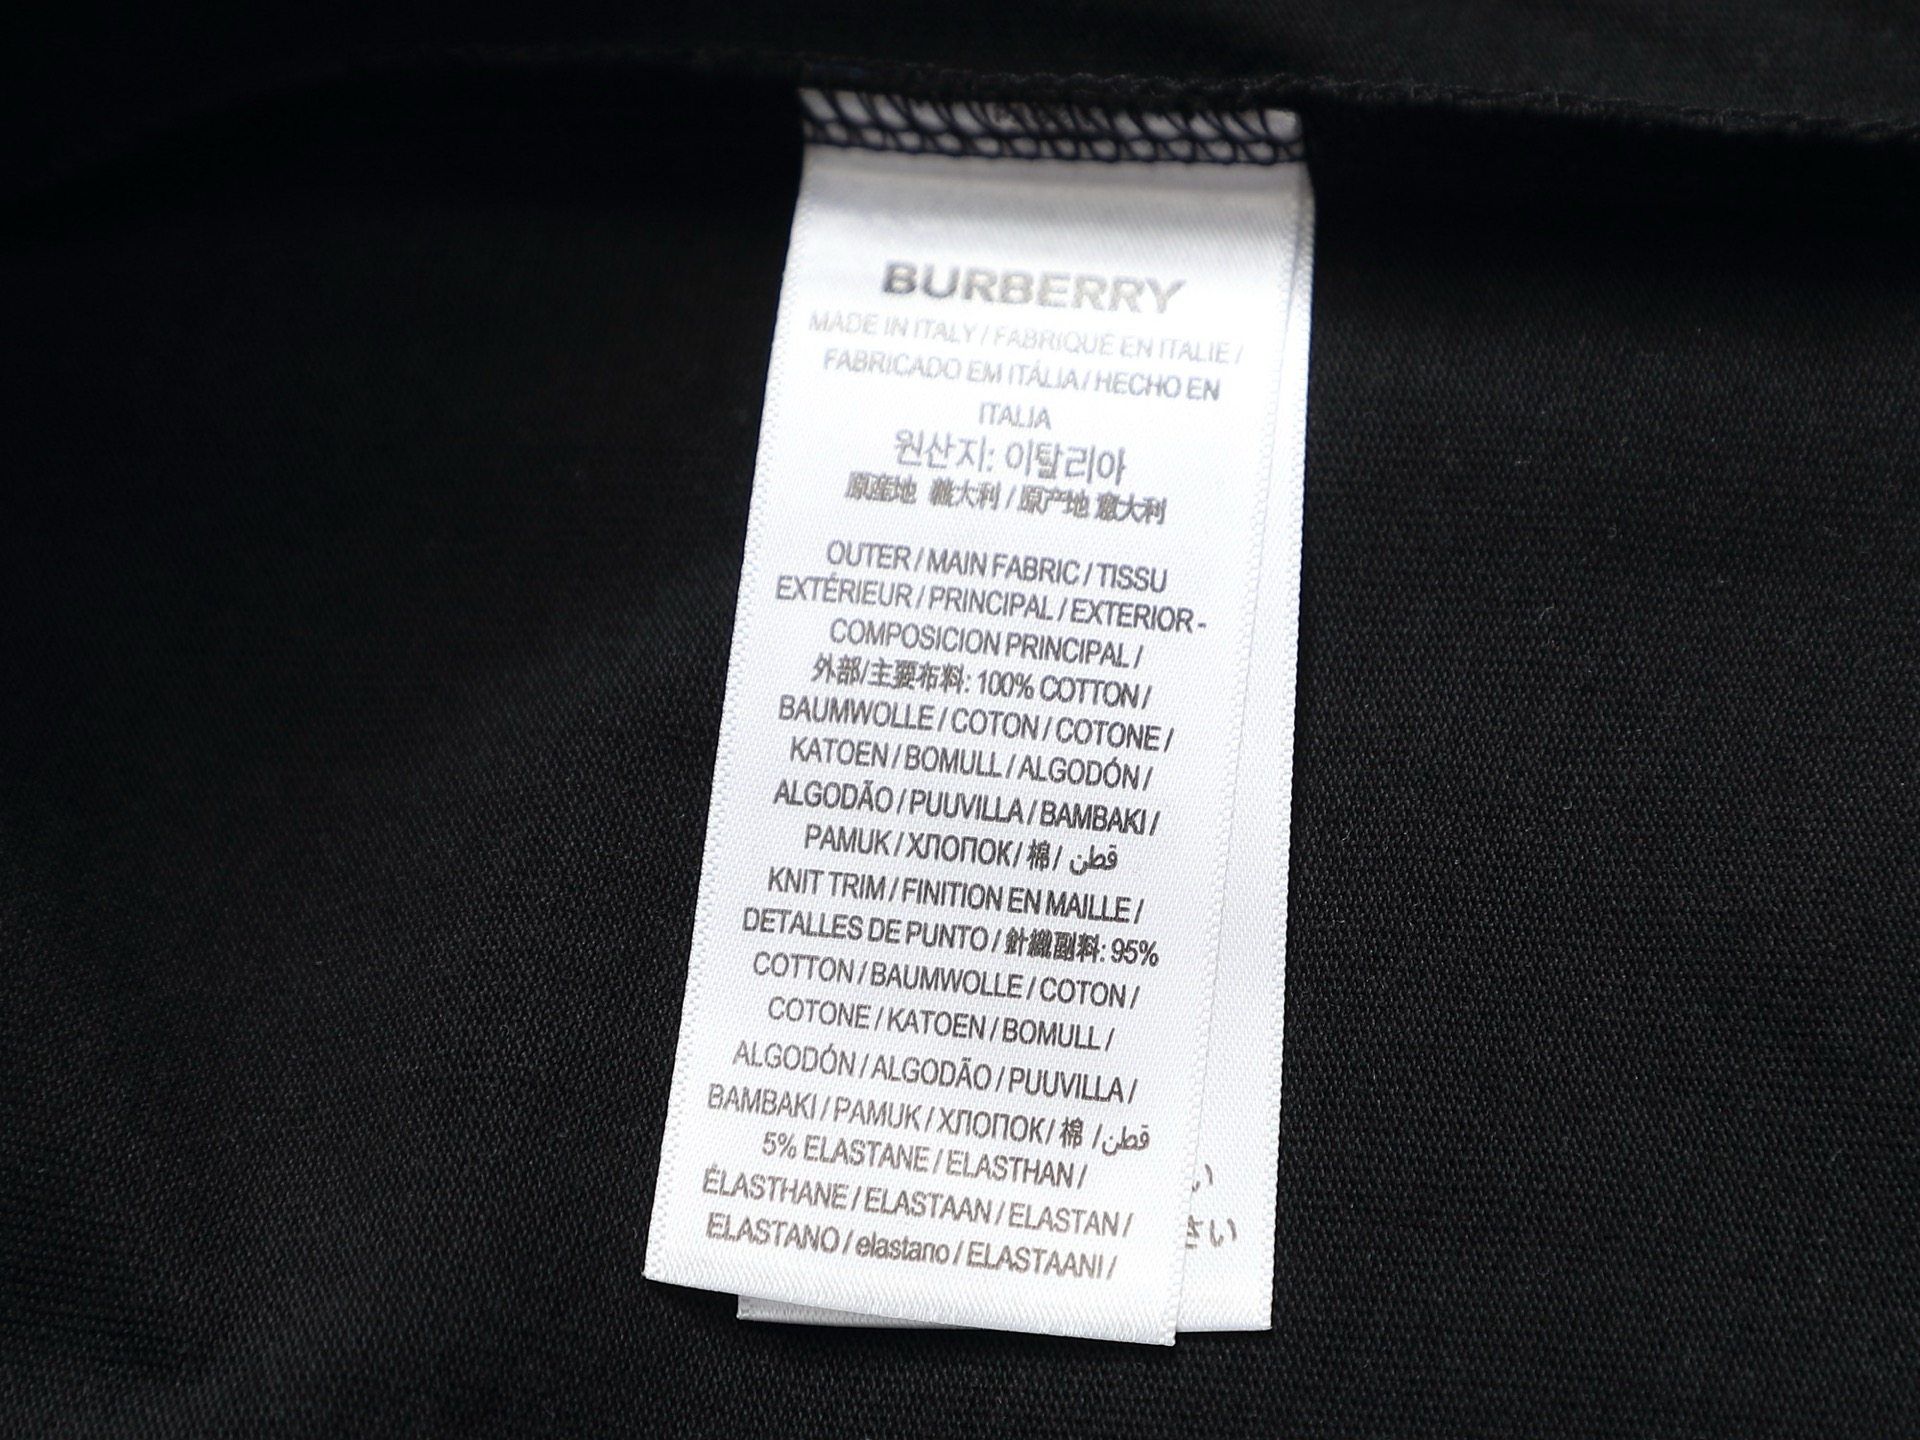 BURBERRY
MADE IN ITALY / FABRIQUÉ EN ITALIE /
FABRICADO EM ITÁLIA / HECHO EN
ITALIA
원산지: 이탈리아
原産地 義大利 / 原产地 意大利
OUTER / MAIN FABRIC / TISSU
EXTÉRIEUR / PRINCIPAL / EXTERIOR -
COMPOSICION PRINCIPAL /
外部/主要布料: 100% COTTON /
BAUMWOLLE / COTON / COTONE /
KATOEN / BOMULL / ALGODÓN /
ALGODÃO / PUUVILLA / BAMBAKI /
PAMUK / ХЛОПОК / 棉 / قطن
KNIT TRIM / FINITION EN MAILLE /
DETALLES DE PUNTO / 針織副料: 95%
COTTON / BAUMWOLLE / COTON /
COTONE / KATOEN / BOMULL /
ALGODÓN / ALGODÃO / PUUVILLA /
BAMBAKI / PAMUK / ХЛОПОК / 棉 / قطن
5% ELASTANE / ELASTHAN /
ÉLASTHANE / ELASTAAN / ELASTAN /
ELASTANO / elastano / ELASTAANI /
い
さい